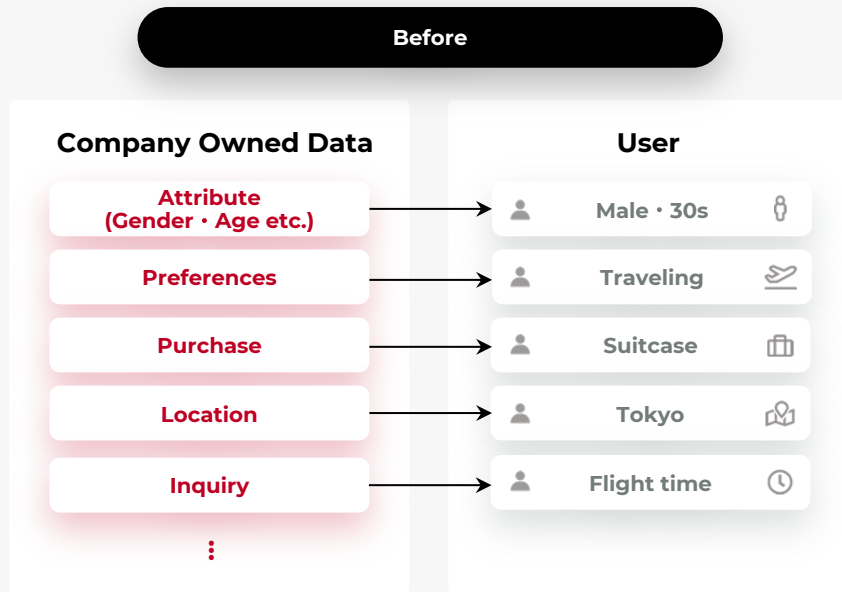 Before
Company Owned Data
User
Attribute
(Gender・Age etc.)
Male・30s
Preferences
Traveling
Purchase
Suitcase
Location
Tokyo
Inquiry
Flight time